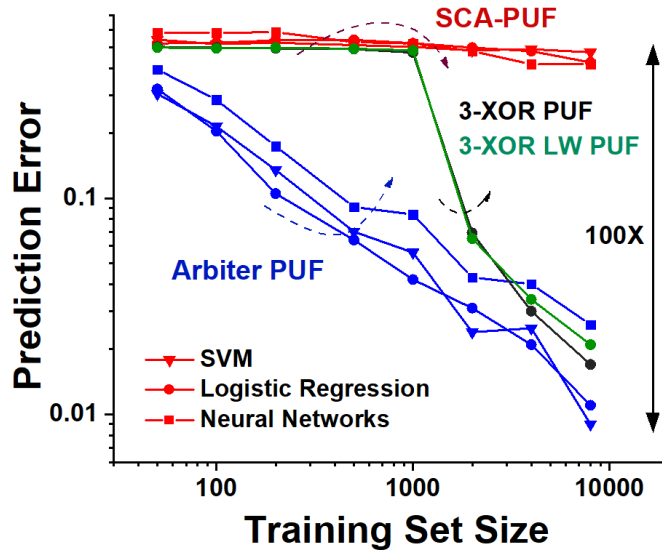 SCA-PUF
3-XOR PUF
3-XOR LW PUF
0.1
100X
Arbiter PUF
SVM
Logistic Regression
Neural Networks
0.01
100
1000
10000
Prediction Error
Training Set Size